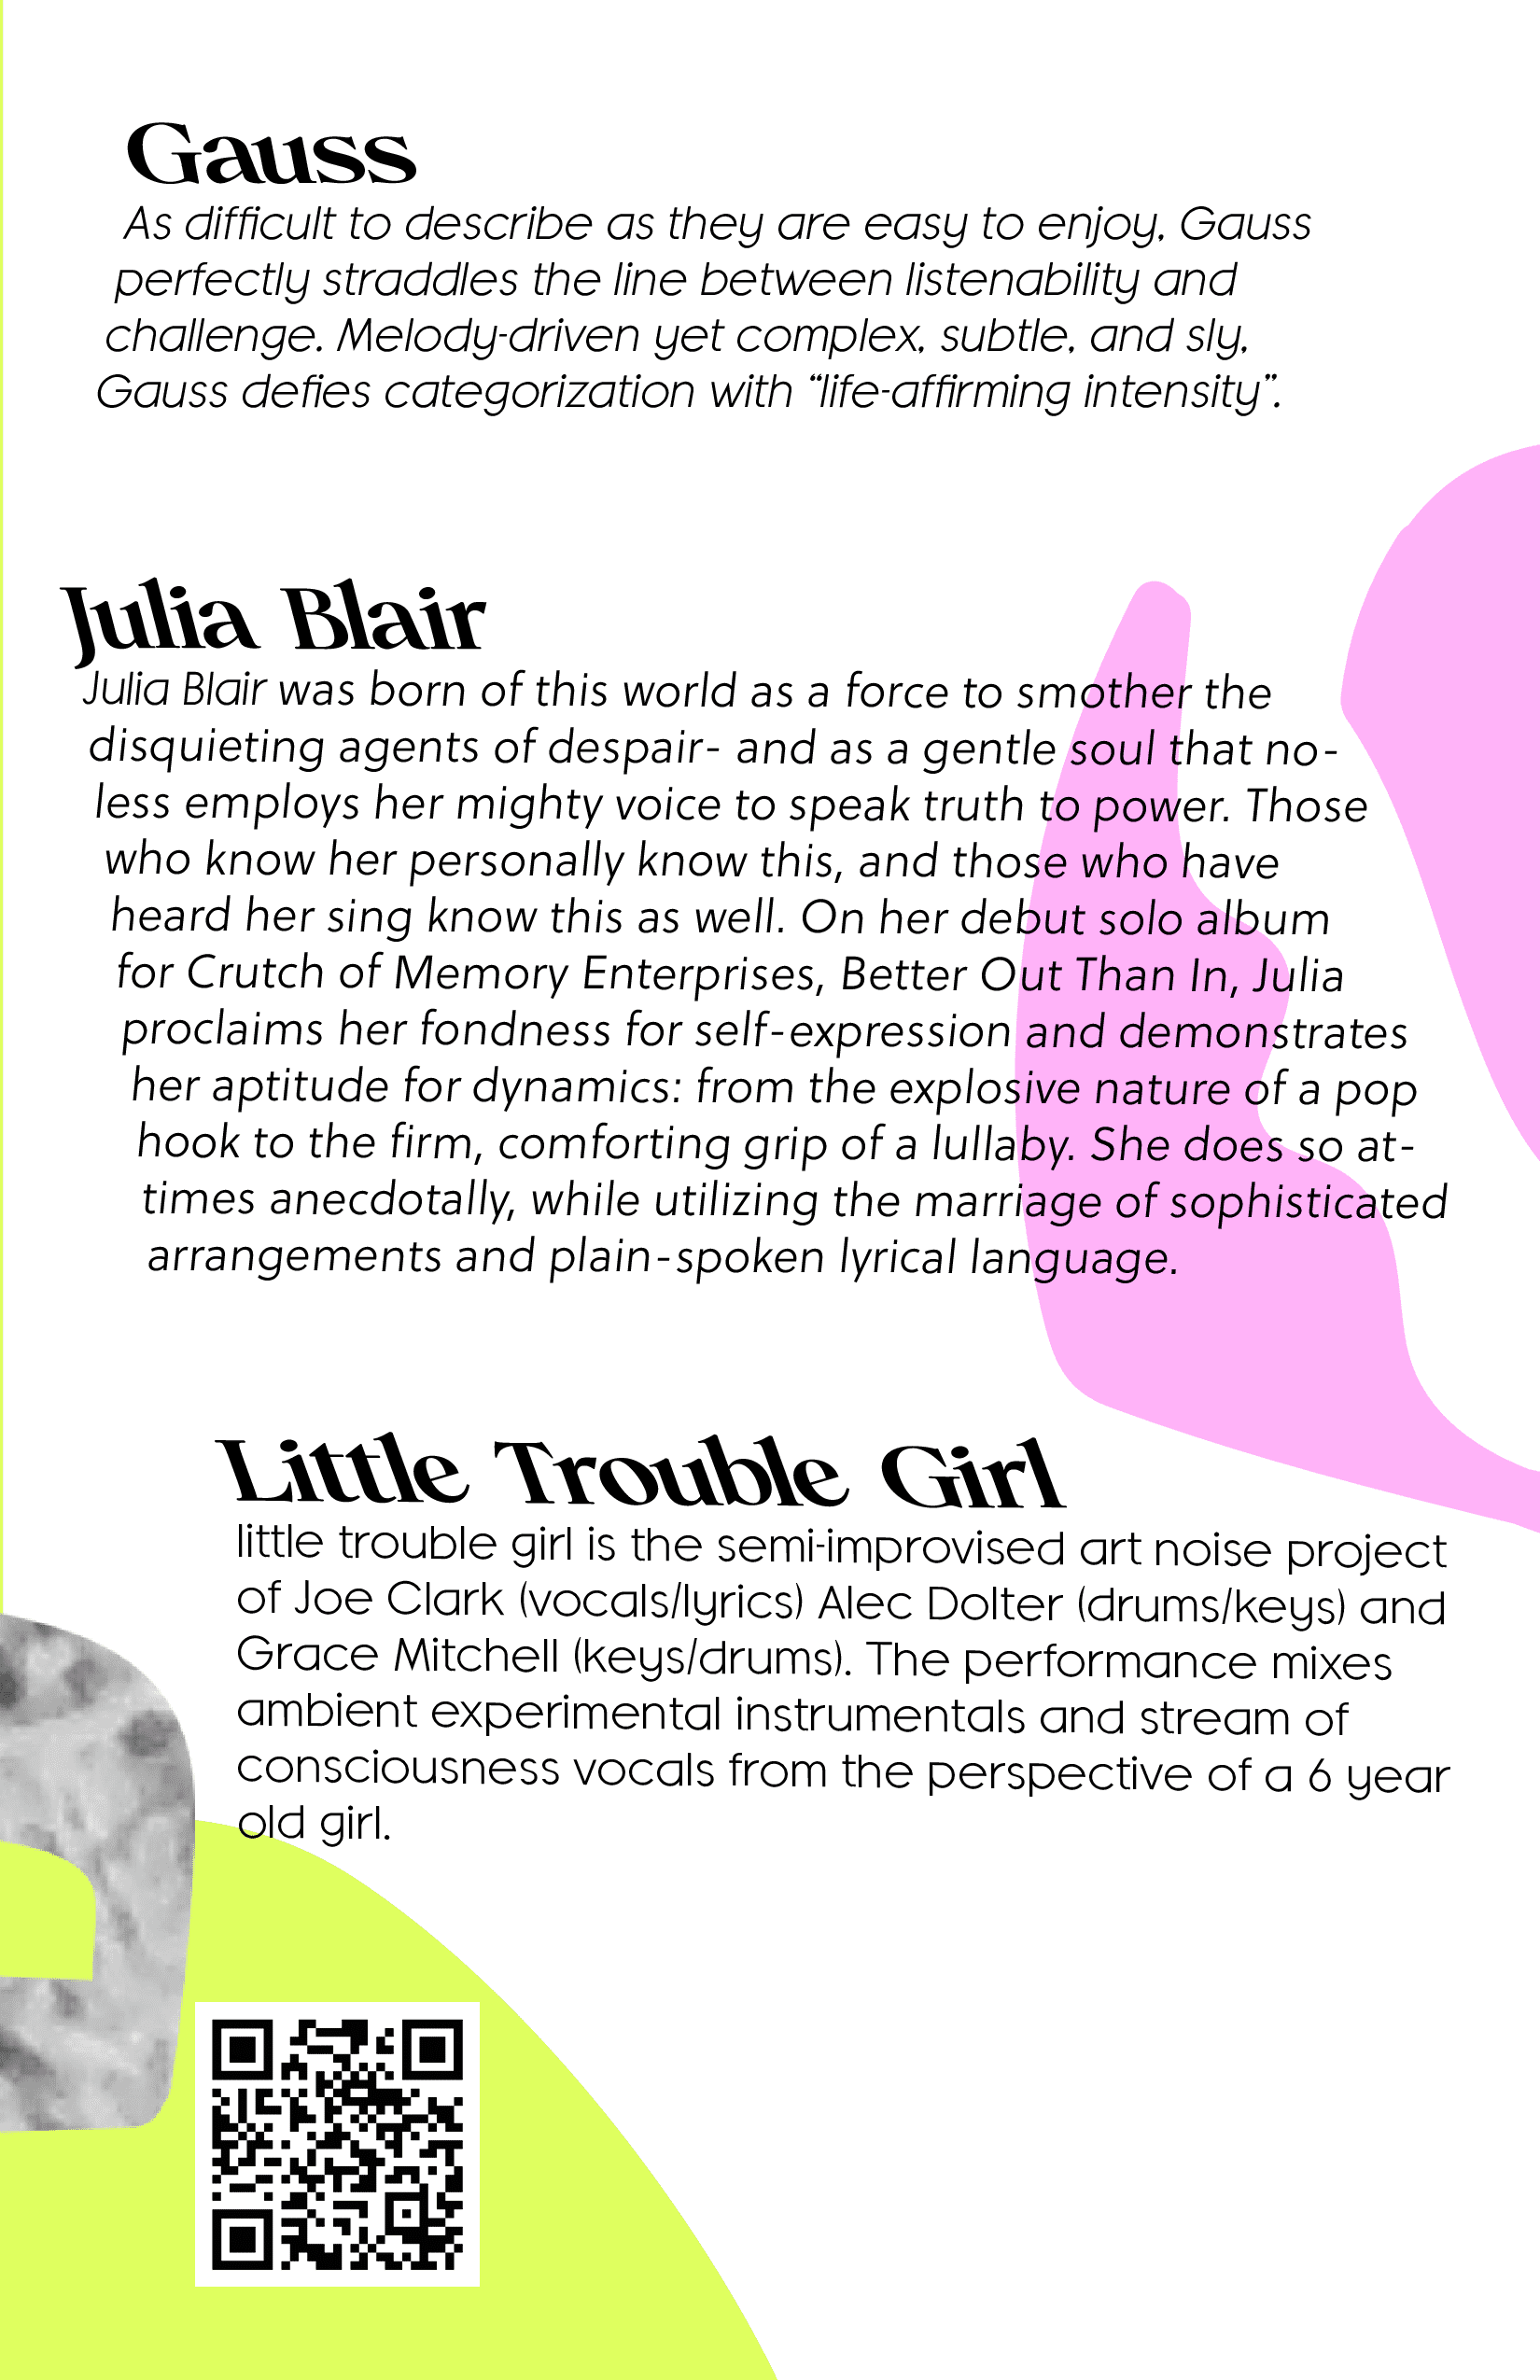 Gauss
As difficult to describe as they are easy to enjoy, Gauss
perfectly straddles the line between listenability and
challenge. Melody-driven yet complex, subtle, and sly,
Gauss defies categorization with “life-affirming intensity”.
Julia Blair
Julia Blair was born of this world as a force to smother the
disquieting agents of despair- and as a gentle soul that no-
less employs her mighty voice to speak truth to power. Those
who know her personally know this, and those who have
heard her sing know this as well. On her debut solo album
for Crutch of Memory Enterprises, Better Out Than In, Julia
proclaims her fondness for self-expression and demonstrates
her aptitude for dynamics: from the explosive nature of a pop
hook to the firm, comforting grip of a lullaby. She does so at-
times anecdotally, while utilizing the marriage of sophisticated
arrangements and plain-spoken lyrical language.
Little Trouble Girl
little trouble girl is the semi-improvised art noise project
of Joe Clark (vocals/lyrics) Alec Dolter (drums/keys) and
Grace Mitchell (keys/drums). The performance mixes
ambient experimental instrumentals and stream of
consciousness vocals from the perspective of a 6 year
old girl.